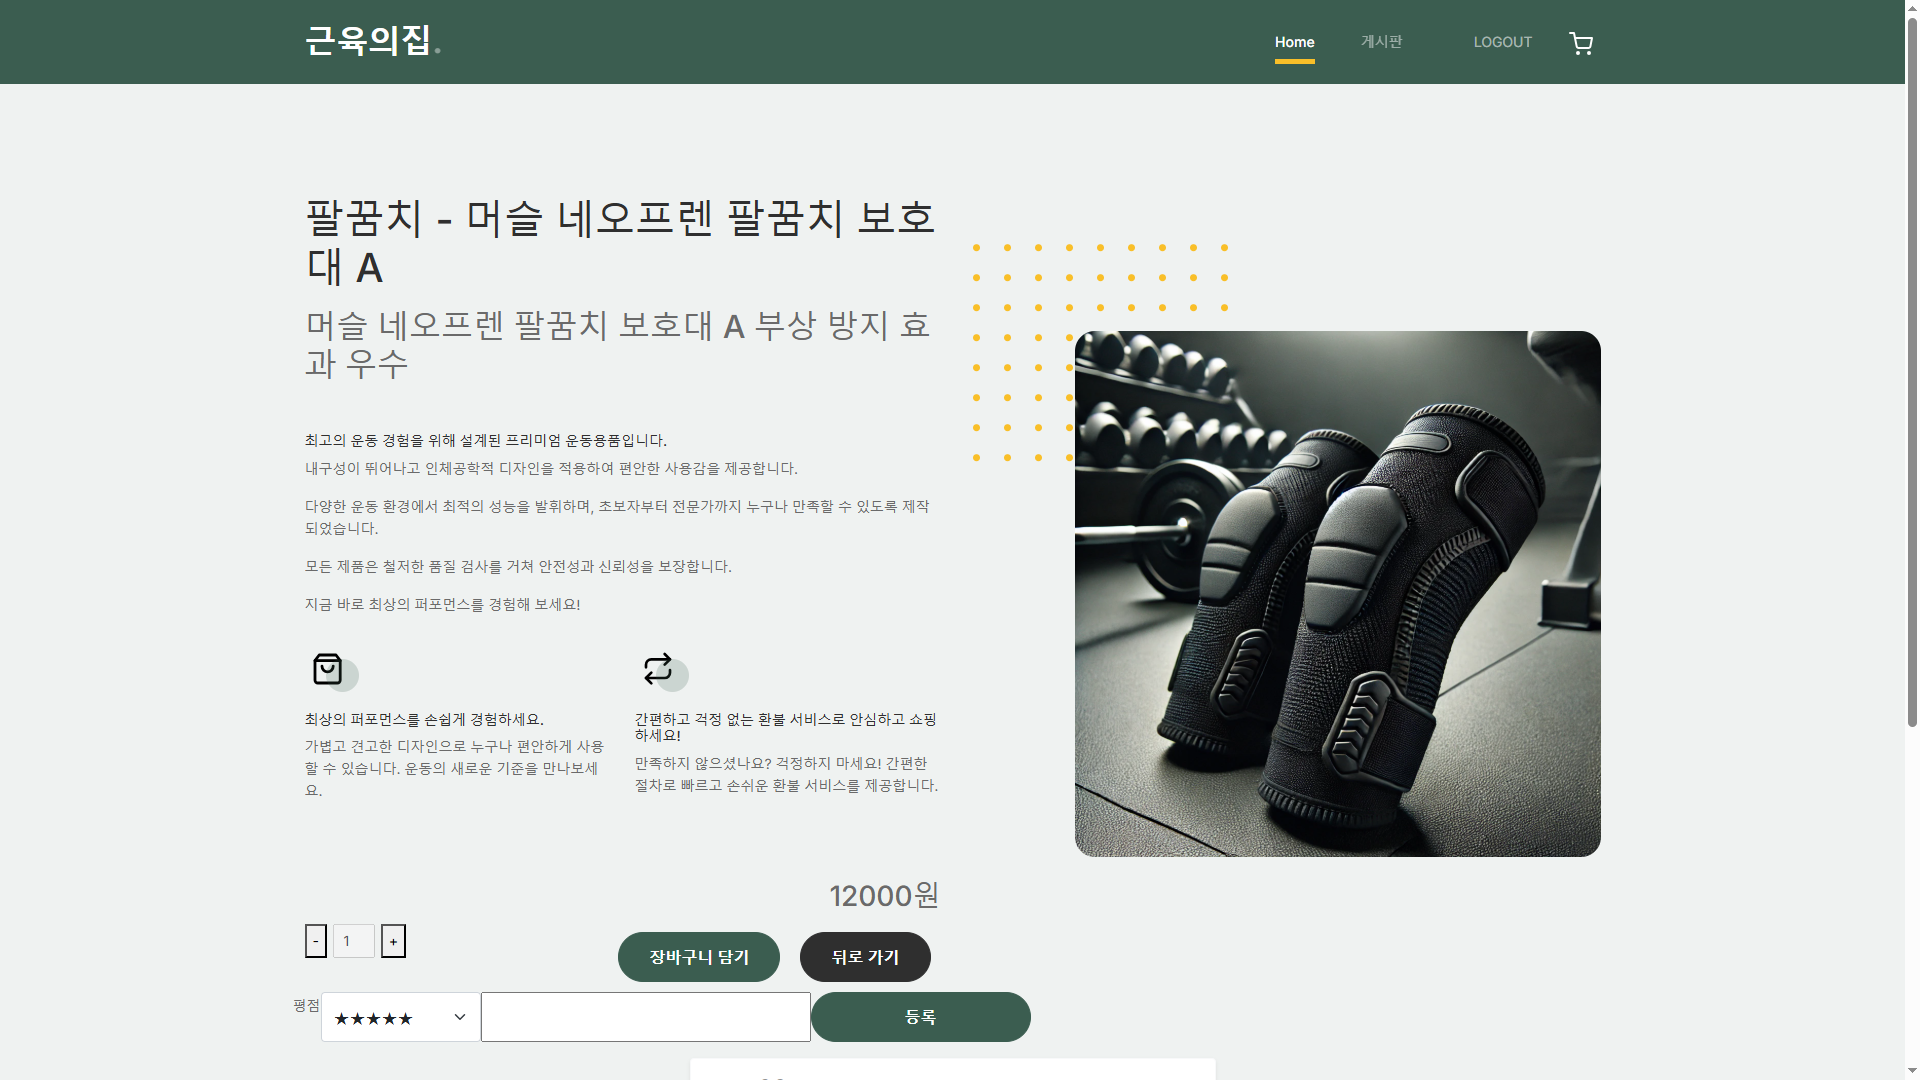 근육의집.
Home
게시판
LOGOUT
팔꿈치 - 머슬 네오프렌 팔꿈치 보호
대 A
머슬 네오프렌 팔꿈치 보호대 A 부상 방지 효
과 우수
최고의 운동 경험을 위해 설계된 프리미엄 운동용품입니다.
내구성이 뛰어나고 인체공학적 디자인을 적용하여 편안한 사용감을 제공합니다.
다양한 운동 환경에서 최적의 성능을 발휘하며, 초보자부터 전문가까지 누구나 만족할 수 있도록 제작
되었습니다.
모든 제품은 철저한 품질 검사를 거쳐 안전성과 신뢰성을 보장합니다.
지금 바로 최상의 퍼포먼스를 경험해 보세요!
최상의 퍼포먼스를 손쉽게 경험하세요.
가볍고 견고한 디자인으로 누구나 편안하게 사용
할 수 있습니다. 운동의 새로운 기준을 만나보세
요.
간편하고 걱정 없는 환불 서비스로 안심하고 쇼핑
하세요!
만족하지 않으셨나요? 걱정하지 마세요! 간편한
절차로 빠르고 손쉬운 환불 서비스를 제공합니다.
12000원
- 1 +
장바구니 담기
뒤로 가기
평점
★★★★★
등록